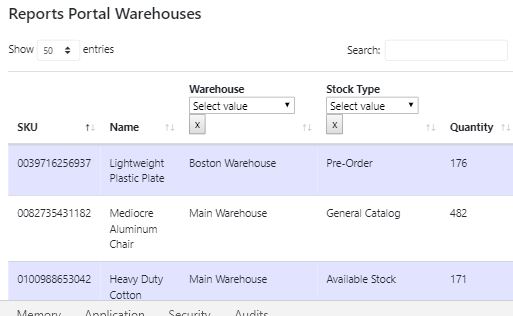 Reports Portal Warehouses
Show 50 entries Search:
Warehouse Stock Type
Select value Select value
x x
SKU Name Quantity
0039716256937 Lightweight Boston Warehouse Pre-Order 176
Plastic Plate
0082735431182 Mediocre Main Warehouse General Catalog 482
Aluminum
Chair
0100988653042 Heavy Duty Main Warehouse Available Stock 171
Cotton
Memory Application Security Audits